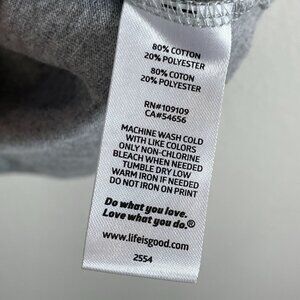 80% COTTON
20% POLYESTER
80% COTON
20% POLYESTER
RN#109109
CA#54656
MACHINE WASH COLD
WITH LIKE COLORS
ONLY NON-CHLORINE
BLEACH WHEN NEEDED
TUMBLE DRY LOW
WARM IRON IF NEEDED
DO NOT IRON ON PRINT
Do what you love.
Love what you do.®
www.lifeisgood.com
2554